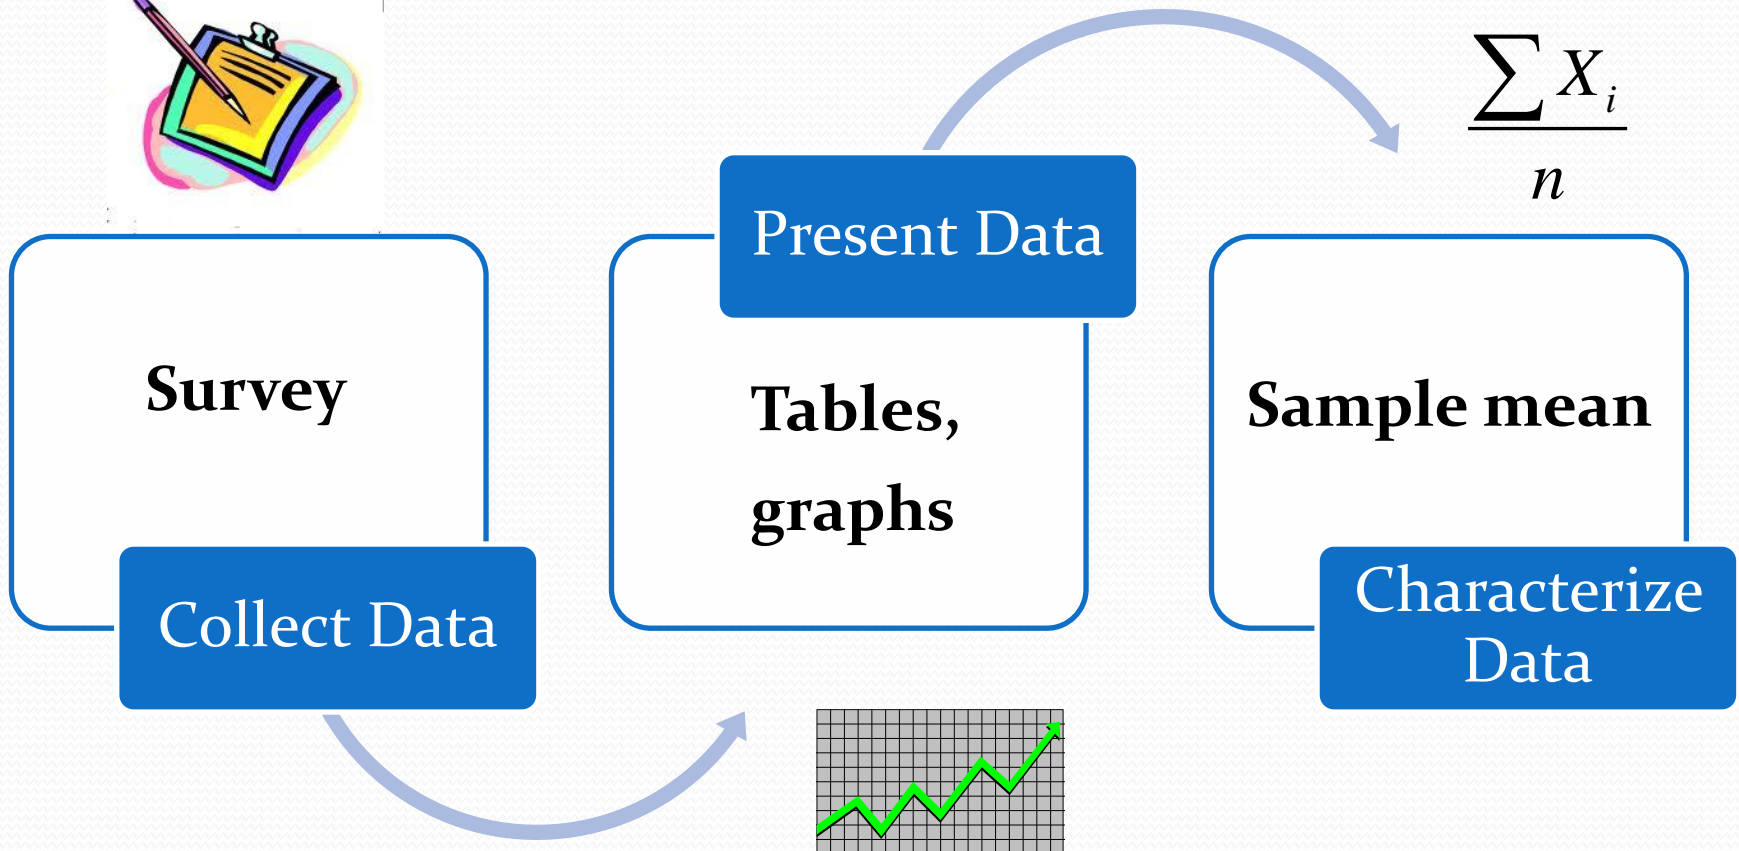 Survey
Collect Data
Present Data
Tables,
graphs
∑ X_i
n
Sample mean
Characterize
Data